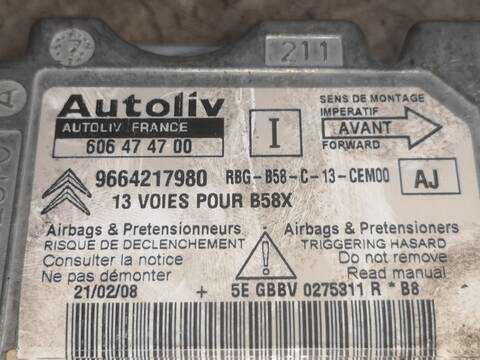 211
Autoliv
AUTOLIV FRANCE
606 47 47 00
I
SENS DE MONTAGE
IMPERATIF
AVANT
FORWARD
9664217980 RBG-B58-C-13-CEM00 AJ
13 VOIES POUR B58X
Airbags & Pretensionneurs
RISQUE DE DECLENCHEMENT
Consulter la notice
Ne pas démonter
Airbags & Pretensioners
TRIGGERING HASARD
Do not remove
Read manual
21/02/08 + 5E GBBV 0275311 R *B8